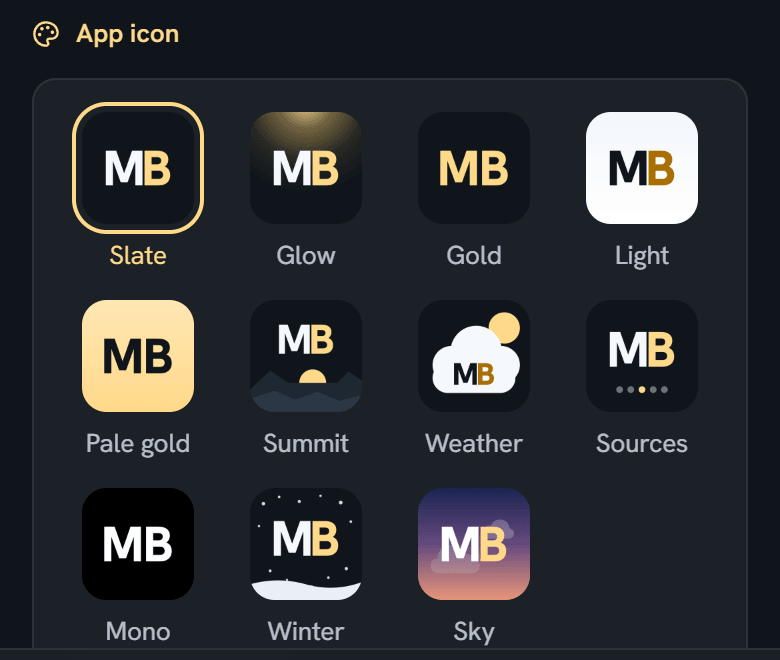 App icon
MB MB MB MB
Slate Glow Gold Light
MB MB MB MB
Pale gold Summit Weather Sources
MB MB MB
Mono Winter Sky